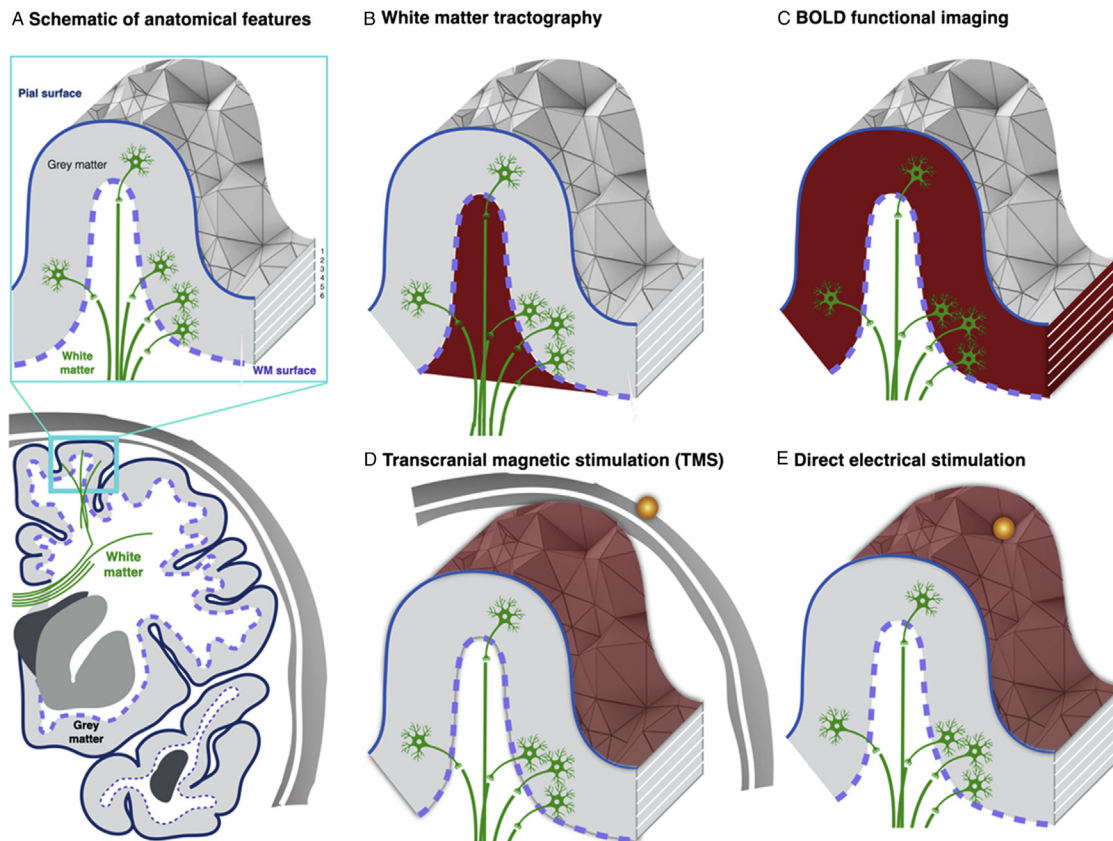 A Schematic of anatomical features
Pial surface
Grey matter
1
2
3
4
5
6
White
matter
WM surface
White
matter
Grey
matter
B White matter tractography
C BOLD functional imaging
D Transcranial magnetic stimulation (TMS)
E Direct electrical stimulation